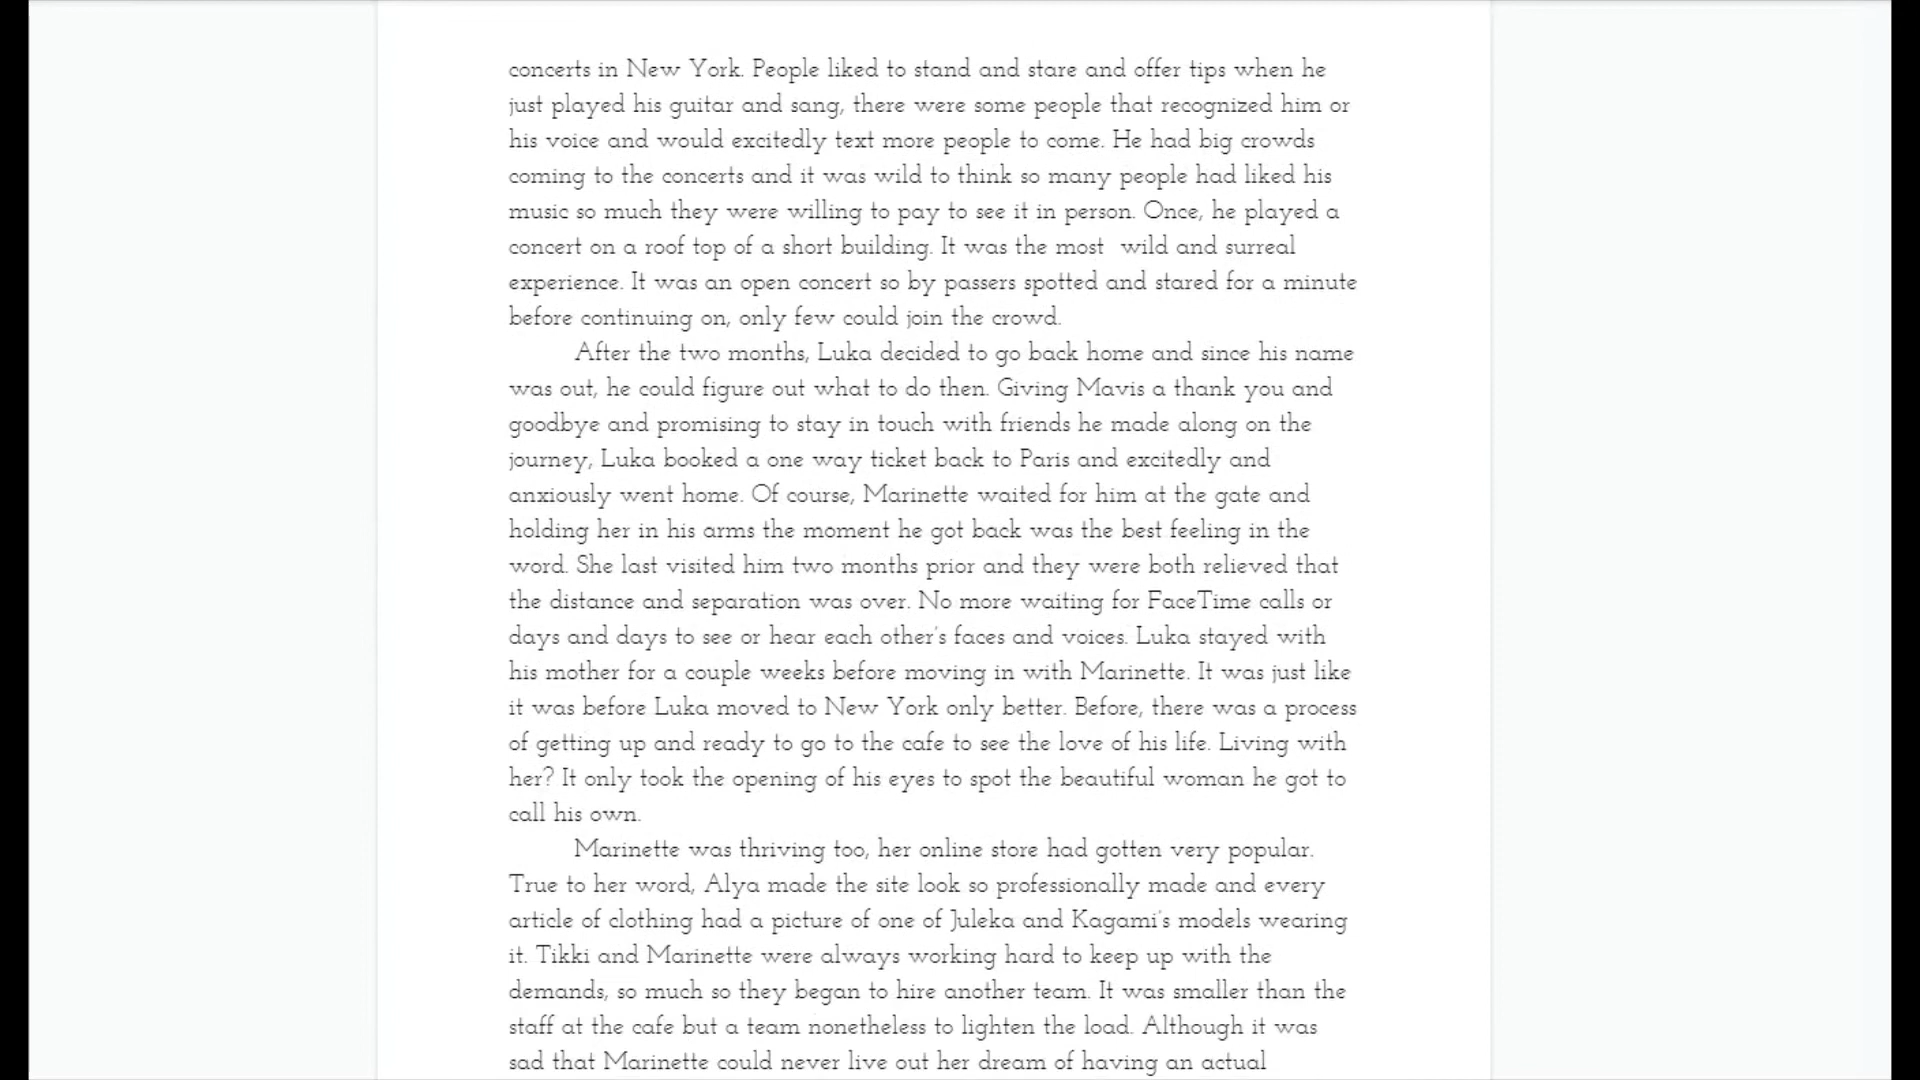 concerts in New York. People liked to stand and stare and offer tips when he
just played his guitar and sang, there were some people that recognized him or
his voice and would excitedly text more people to come. He had big crowds
coming to the concerts and it was wild to think so many people had liked his
music so much they were willing to pay to see it in person. Once, he played a
concert on a roof top of a short building. It was the most  wild and surreal
experience. It was an open concert so by passers spotted and stared for a minute
before continuing on, only few could join the crowd.
After the two months, Luka decided to go back home and since his name
was out, he could figure out what to do then. Giving Mavis a thank you and
goodbye and promising to stay in touch with friends he made along on the
journey, Luka booked a one way ticket back to Paris and excitedly and
anxiously went home. Of course, Marinette waited for him at the gate and
holding her in his arms the moment he got back was the best feeling in the
word. She last visited him two months prior and they were both relieved that
the distance and separation was over. No more waiting for FaceTime calls or
days and days to see or hear each other's faces and voices. Luka stayed with
his mother for a couple weeks before moving in with Marinette. It was just like
it was before Luka moved to New York only better. Before, there was a process
of getting up and ready to go to the cafe to see the love of his life. Living with
her? It only took the opening of his eyes to spot the beautiful woman he got to
call his own.
Marinette was thriving too, her online store had gotten very popular.
True to her word, Alya made the site look so professionally made and every
article of clothing had a picture of one of Juleka and Kagami's models wearing
it. Tikki and Marinette were always working hard to keep up with the
demands, so much so they began to hire another team. It was smaller than the
staff at the cafe but a team nonetheless to lighten the load. Although it was
sad that Marinette could never live out her dream of having an actual